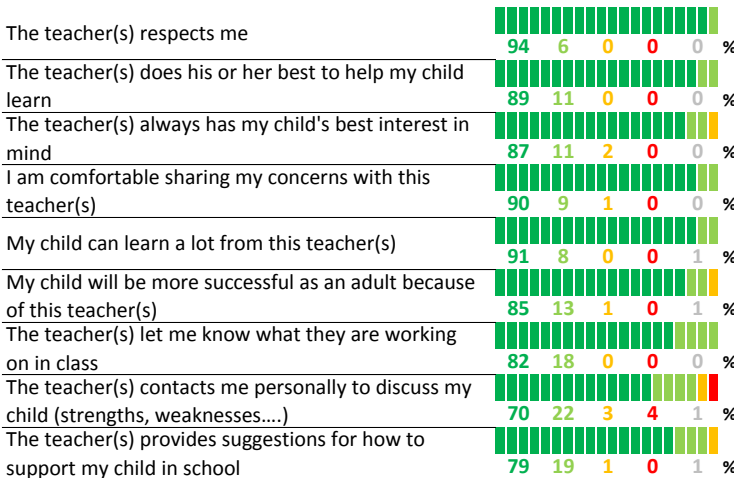 The teacher(s) respects me
94 6 0 0 0 %
The teacher(s) does his or her best to help my child
learn
89 11 0 0 0 %
The teacher(s) always has my child's best interest in
mind
87 11 2 0 0 %
I am comfortable sharing my concerns with this
teacher(s)
90 9 1 0 0 %
My child can learn a lot from this teacher(s)
91 8 0 0 1 %
My child will be more successful as an adult because
of this teacher(s)
85 13 1 0 1 %
The teacher(s) let me know what they are working
on in class
82 18 0 0 0 %
The teacher(s) contacts me personally to discuss my
child (strengths, weaknesses....)
70 22 3 4 1 %
The teacher(s) provides suggestions for how to
support my child in school
79 19 1 0 1 %